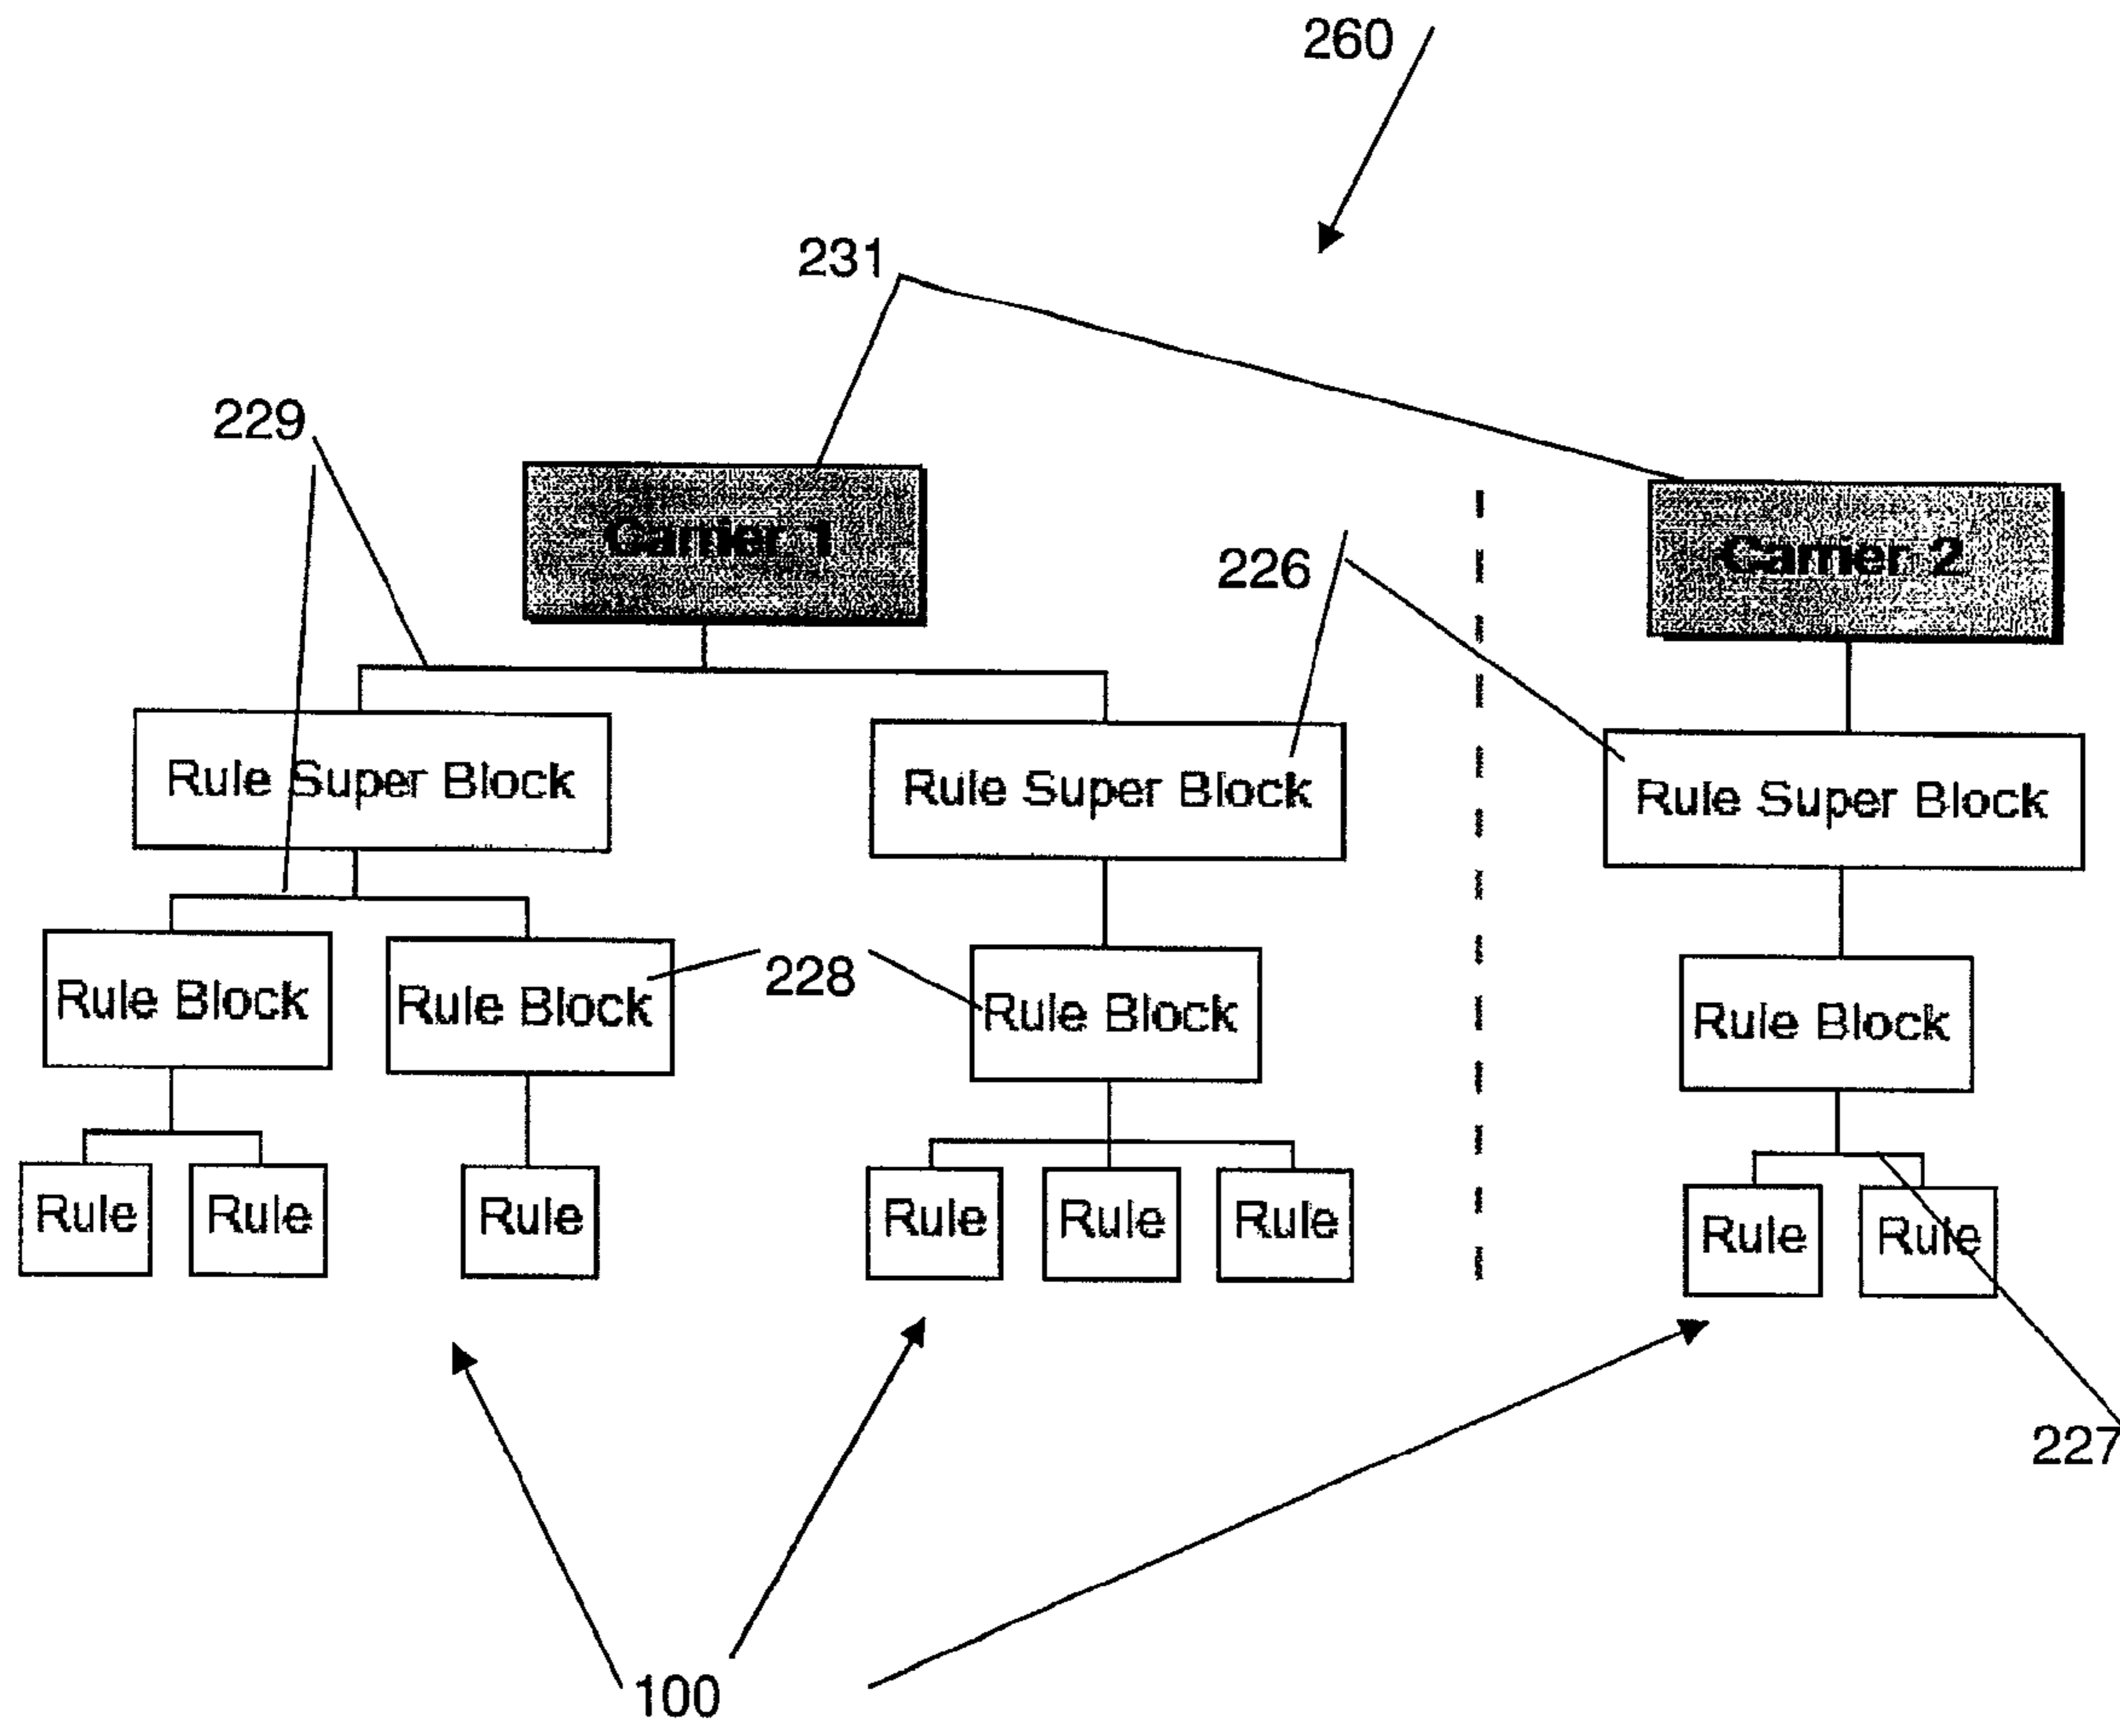 260
231
229
Carrier 1
226
Carrier 2
Rule Super Block
Rule Super Block
Rule Super Block
228
Rule Block
Rule Block
Rule Block
Rule Block
Rule
Rule
Rule
Rule
Rule
Rule
Rule
Rule
227
100